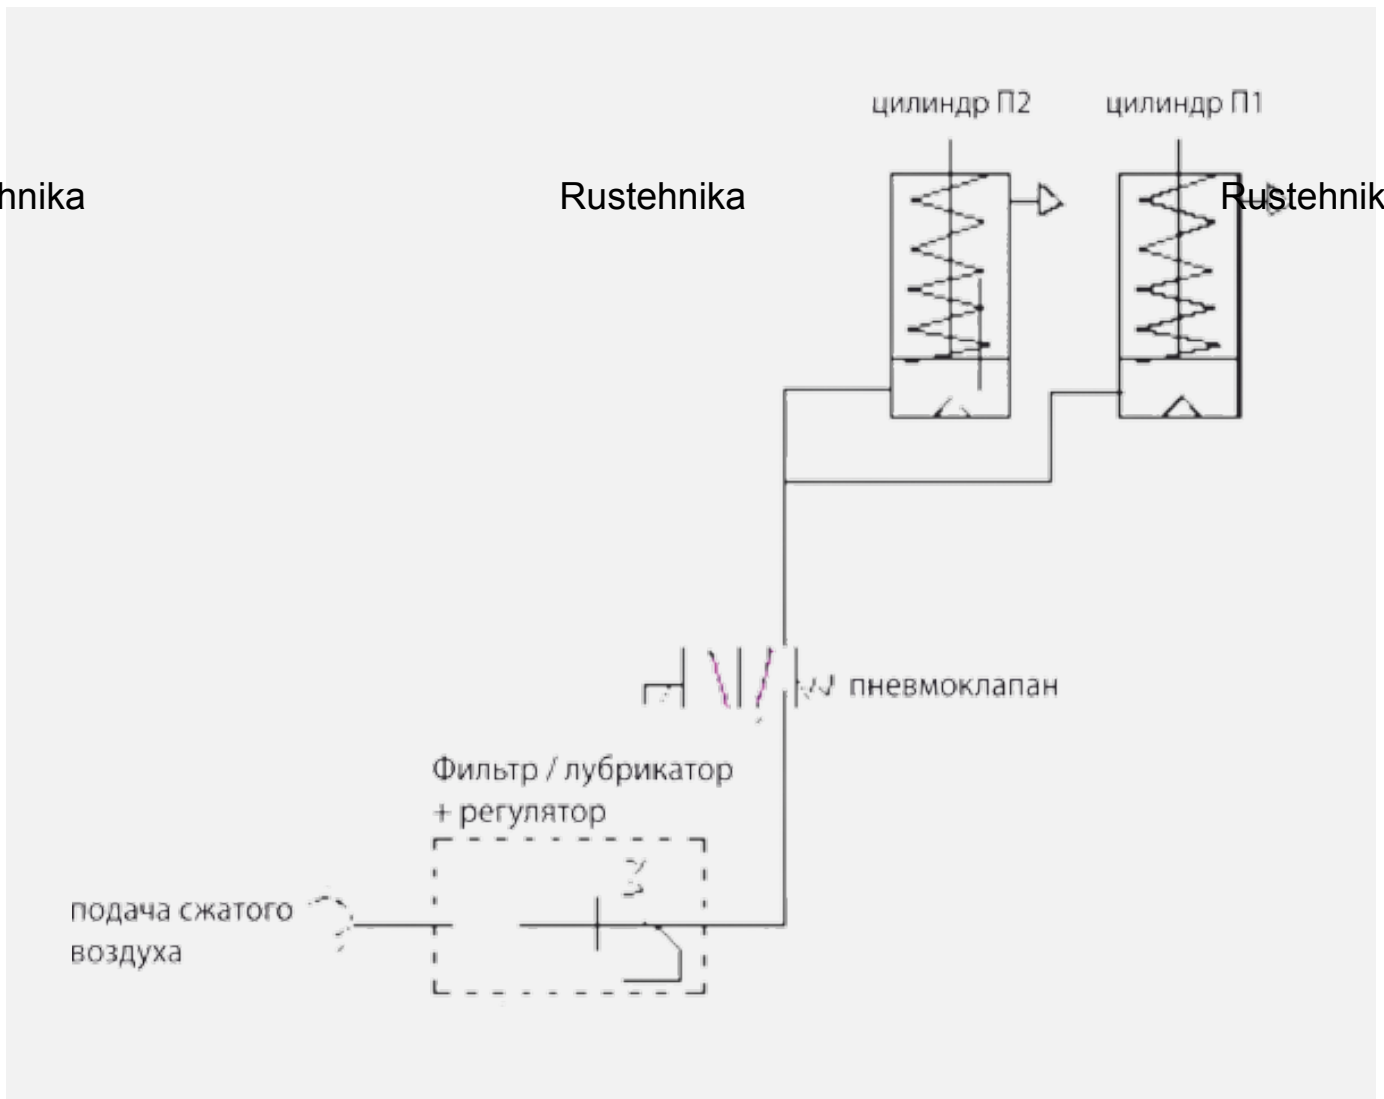 цилиндр П2
цилиндр П1
hnika
Rustehnika
Rustehnik
пневмоклапан
Фильтр / лубрикатор
+ регулятор
подача сжатого
воздуха